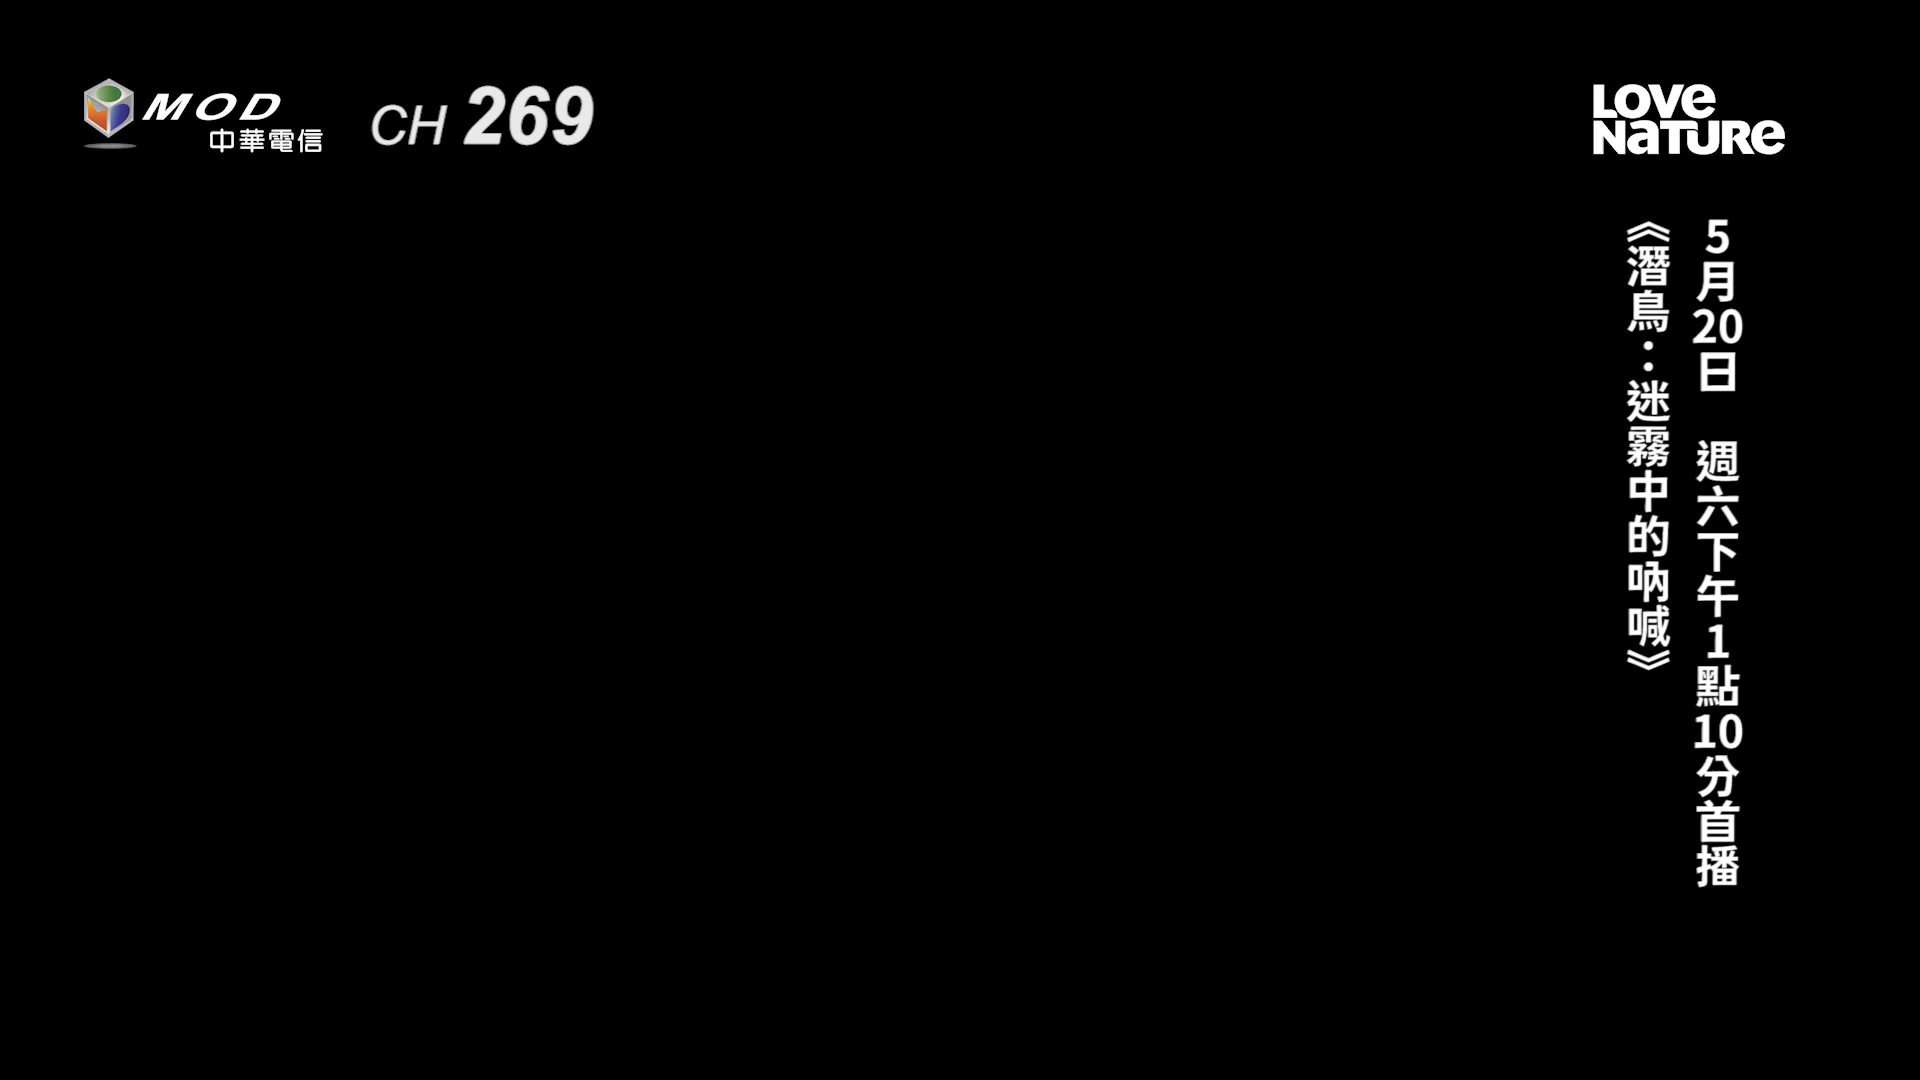 MOD
中華電信
CH 269
LOVE
NATURE
5月20日 週六下午1點10分首播
《潛鳥：迷霧中的吶喊》